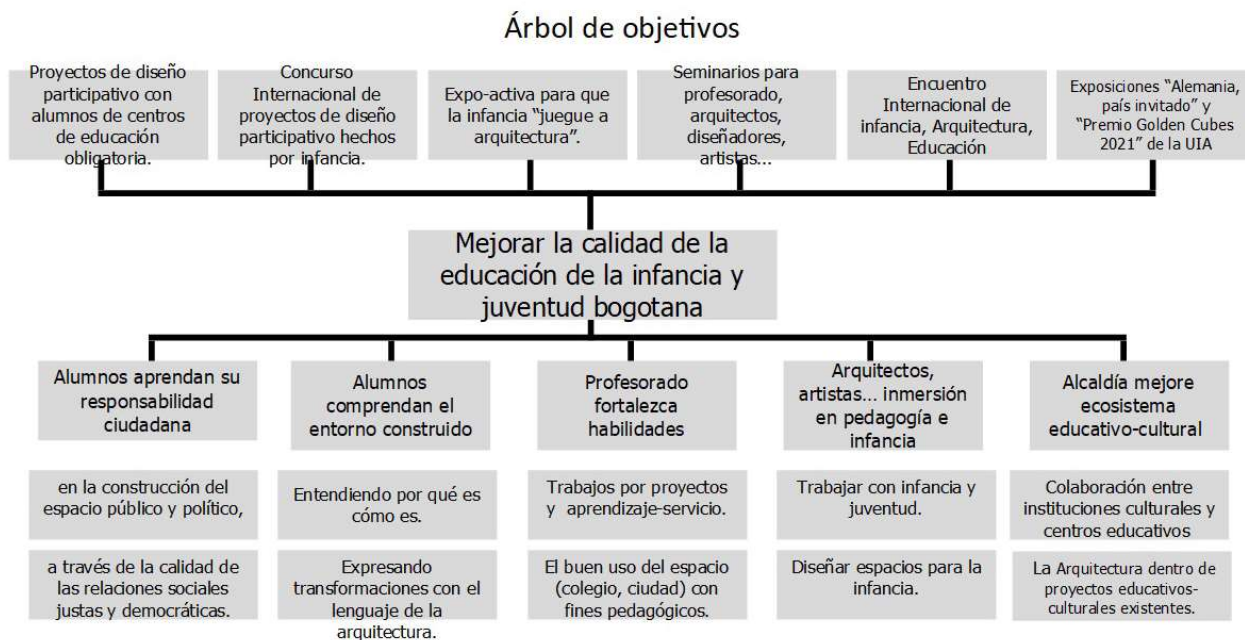 Árbol de objetivos
Proyectos de diseño
participativo con
alumnos de centros
de educación
obligatoria.
Concurso
Internacional de
proyectos de diseño
participativo hechos
por infancia.
Expo-activa para que
la infancia “juegue a
arquitectura”.
Seminarios para
profesorado,
arquitectos,
diseñadores,
artistas...
Encuentro
Internacional de
infancia, Arquitectura,
Educación
Exposiciones “Alemania,
país invitado” y
“Premio Golden Cubes
2021” de la UIA
Mejorar la calidad de la
educación de la infancia y
juventud bogotana
Alumnos aprendan su
responsabilidad
ciudadana
Alumnos
comprendan el
entorno construido
Profesorado
fortalezca
habilidades
Arquitectos,
artistas... inmersión
en pedagogía e
infancia
Alcaldía mejore
ecosistema
educativo-cultural
en la construcción del
espacio público y político,
Entendiendo por qué es
cómo es.
Trabajos por proyectos
y aprendizaje-servicio.
Trabajar con infancia y
juventud.
Colaboración entre
instituciones culturales y
centros educativos
a través de la calidad de
las relaciones sociales
justas y democráticas.
Expresando
transformaciones con el
lenguaje de la
arquitectura.
El buen uso del espacio
(colegio, ciudad) con
fines pedagógicos.
Diseñar espacios para la
infancia.
La Arquitectura dentro de
proyectos educativos-
culturales existentes.